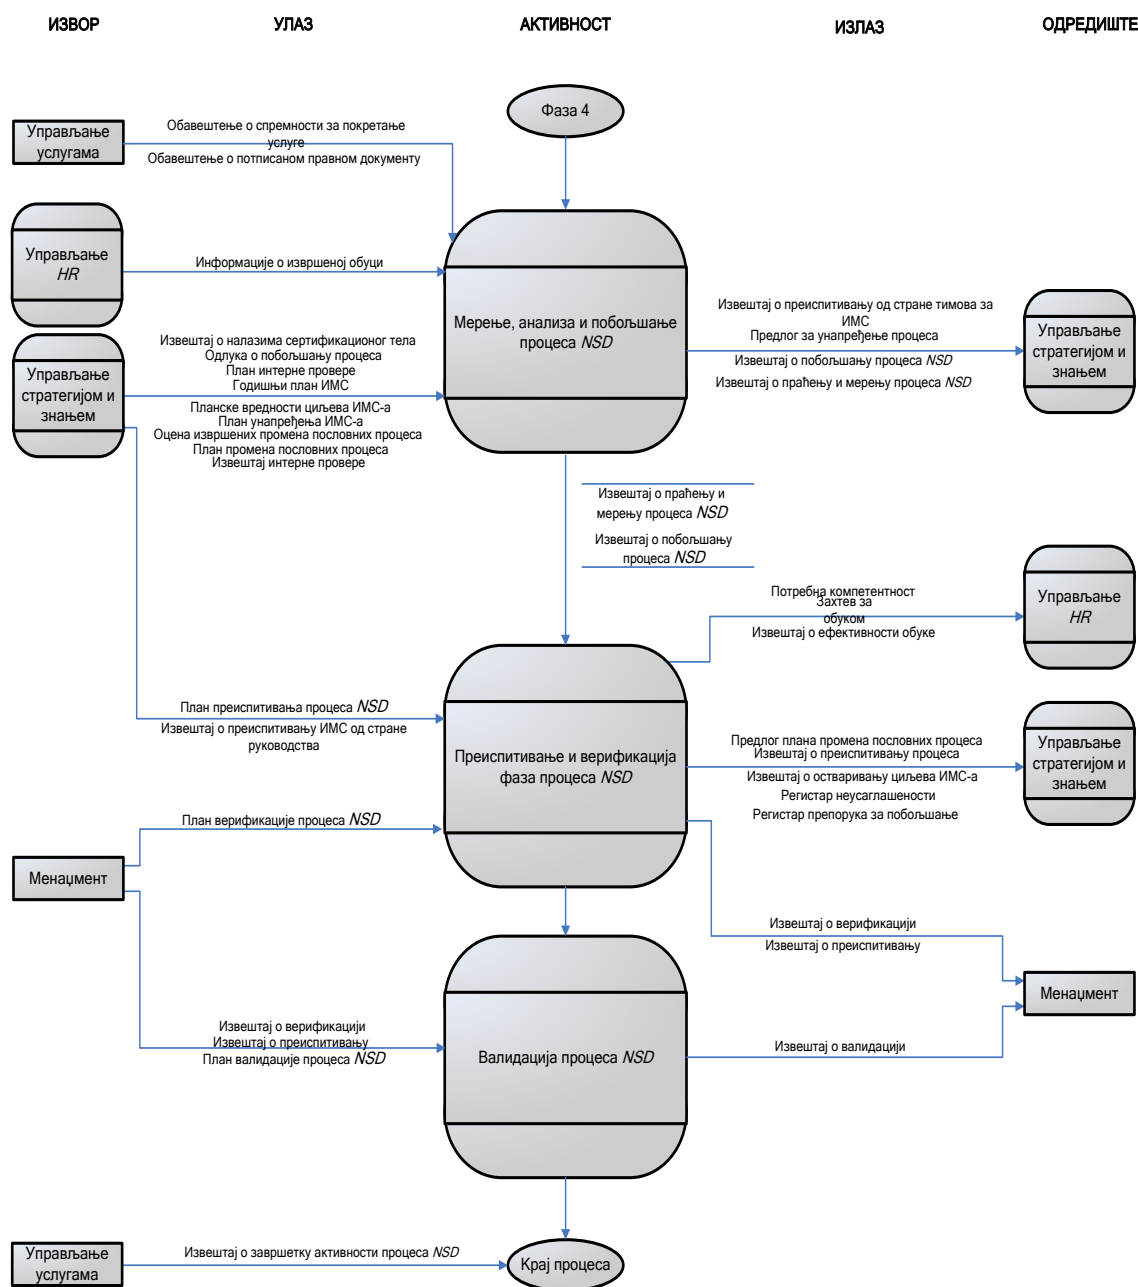 ИЗВОР
УЛАЗ
АКТИВНОСТ
ИЗЛАЗ
ОДРЕДИШТЕ
Фаза 4
Управљање
услугама
Обавештење о спремности за покретање
услуге
Обавештење о потписаном правном документу
Управљање
HR
Информације о извршеној обуци
Управљање
стратегијом и
знањем
Извештај о налазима сертификационог тела
Одлука о побољшању процеса
План интерне провере
Годишњи план ИМС
Планске вредности циљева ИМС-а
План унапређења ИМС-а
Оцена извршених промена пословних процеса
План промена пословних процеса
Извештај интерне провере
Мерење, анализа и побољшање
процеса NSD
Извештај о преиспитивању од стране тимова за
ИМС
Предлог за унапређење процеса
Извештај о побољшању процеса NSD
Извештај о праћењу и мерењу процеса NSD
Управљање
стратегијом и
знањем
Извештај о праћењу и
мерењу процеса NSD
Извештај о побољшању
процеса NSD
Потребна компетентност
Захтев за
обуком
Извештај о ефективности обуке
Управљање
HR
План преиспитивања процеса NSD
Извештај о преиспитивању ИМС од стране
руководства
Преиспитивање и верификација
фаза процеса NSD
Предлог плана промена пословних процеса
Извештај о преиспитивању процеса
Извештај о остваривању циљева ИМС-а
Регистар неусаглашености
Регистар препорука за побољшање
Управљање
стратегијом и
знањем
План верификације процеса NSD
Менаџмент
Извештај о верификацији
Извештај о преиспитивању
Менаџмент
Извештај о верификацији
Извештај о преиспитивању
План валидације процеса NSD
Валидација процеса NSD
Извештај о валидацији
Управљање
услугама
Извештај о завршетку активности процеса NSD
Крај процеса